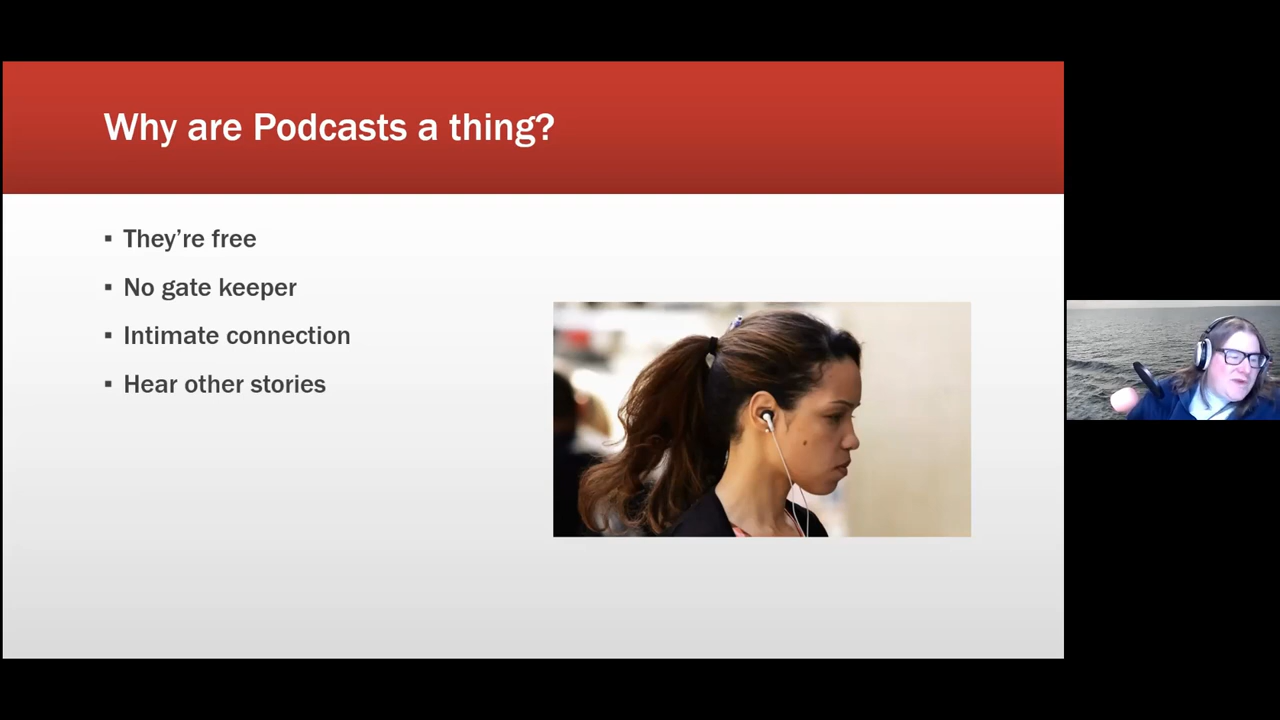 Why are Podcasts a thing?
▪ They’re free
▪ No gate keeper
▪ Intimate connection
▪ Hear other stories